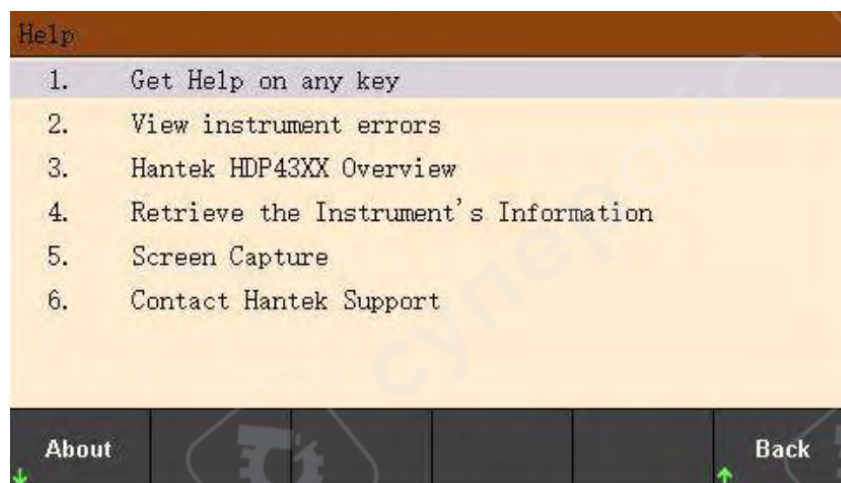 Help
1. Get Help on any key
2. View instrument errors
3. Hantek HDP43XX Overview
4. Retrieve the Instrument's Information
5. Screen Capture
6. Contact Hantek Support
суперайс
About Back